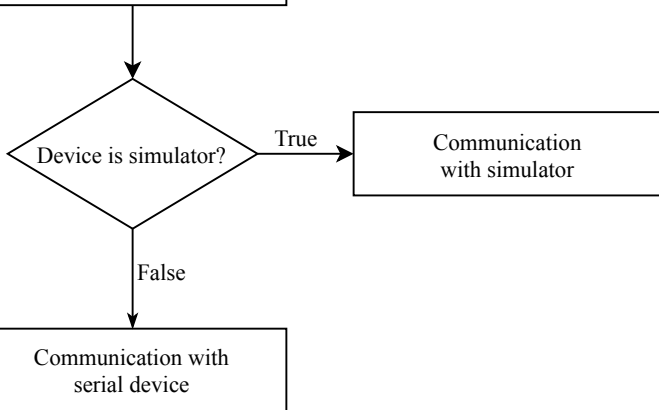 Device is simulator?
True
Communication
with simulator
False
Communication with
serial device